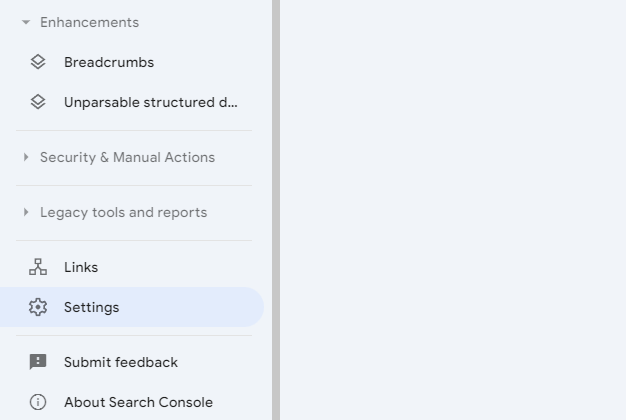 Enhancements
Breadcrumbs
Unparsable structured d...
Security & Manual Actions
Legacy tools and reports
Links
Settings
Submit feedback
About Search Console